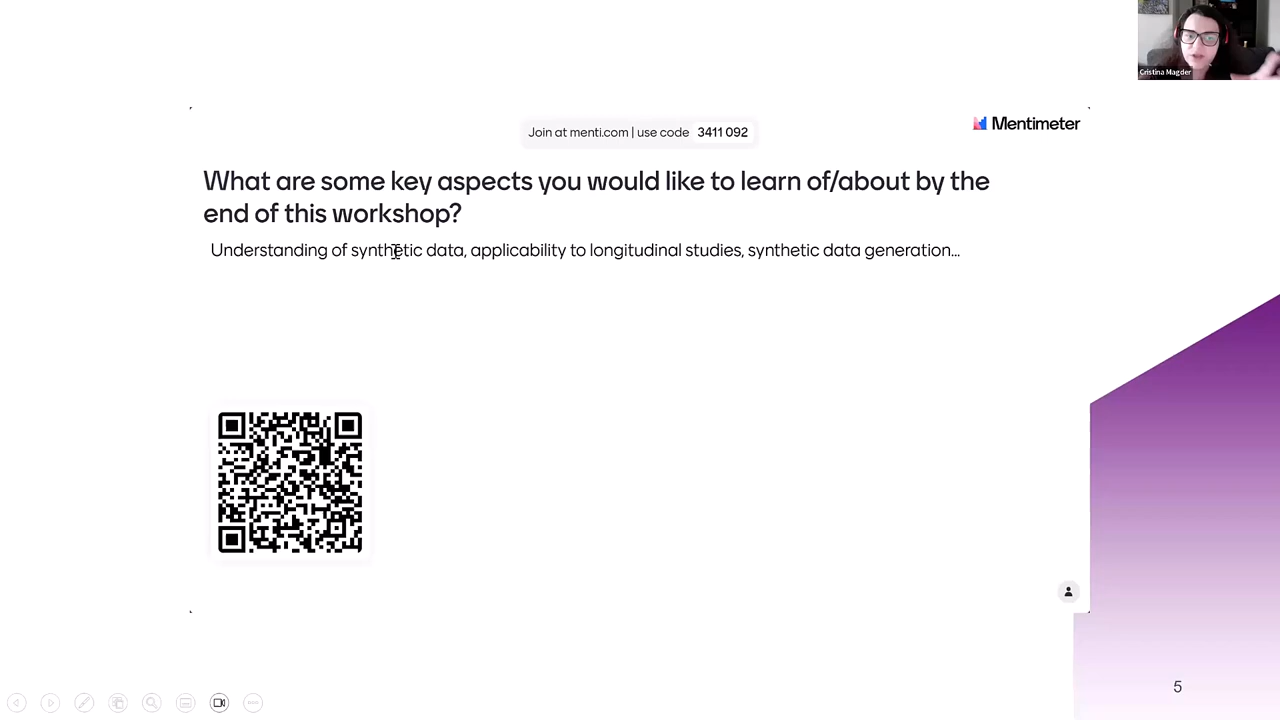 Cristina Magder
Join at menti.com | use code 3411 092
Mentimeter
What are some key aspects you would like to learn of/about by the
end of this workshop?
Understanding of synthetic data, applicability to longitudinal studies, synthetic data generation...
5